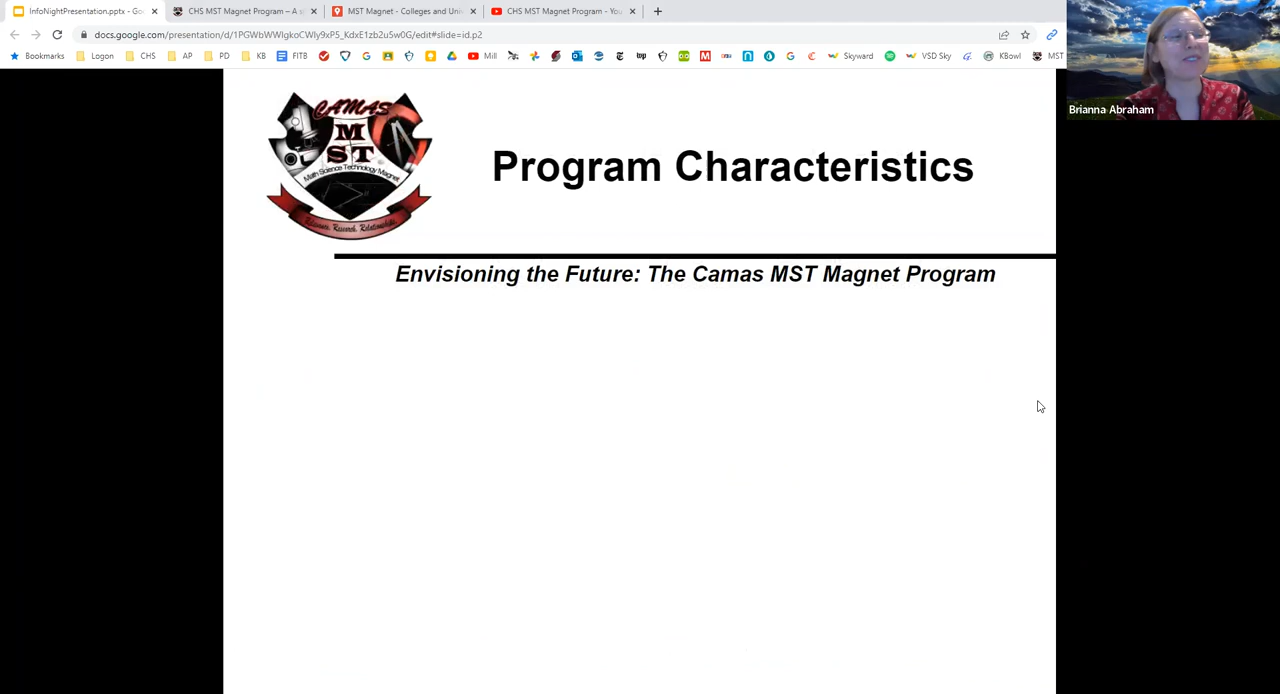 InfoNightPresentation.pptx - Go
CHS MST Magnet Program – A s
MST Magnet - Colleges and Uni
CHS MST Magnet Program - You
docs.google.com/presentation/d/1PGWbWWIgkoCWIy9xP5_KdxE1zb2u5w0G/edit#slide=id.p2
Bookmarks Logon CHS AP PD KB FITB Mill Skyward VSD Sky KBowl MST
Brianna Abraham
CAMAS
M
ST
Math Science Technology Magnet
Relationships
Program Characteristics
Envisioning the Future: The Camas MST Magnet Program